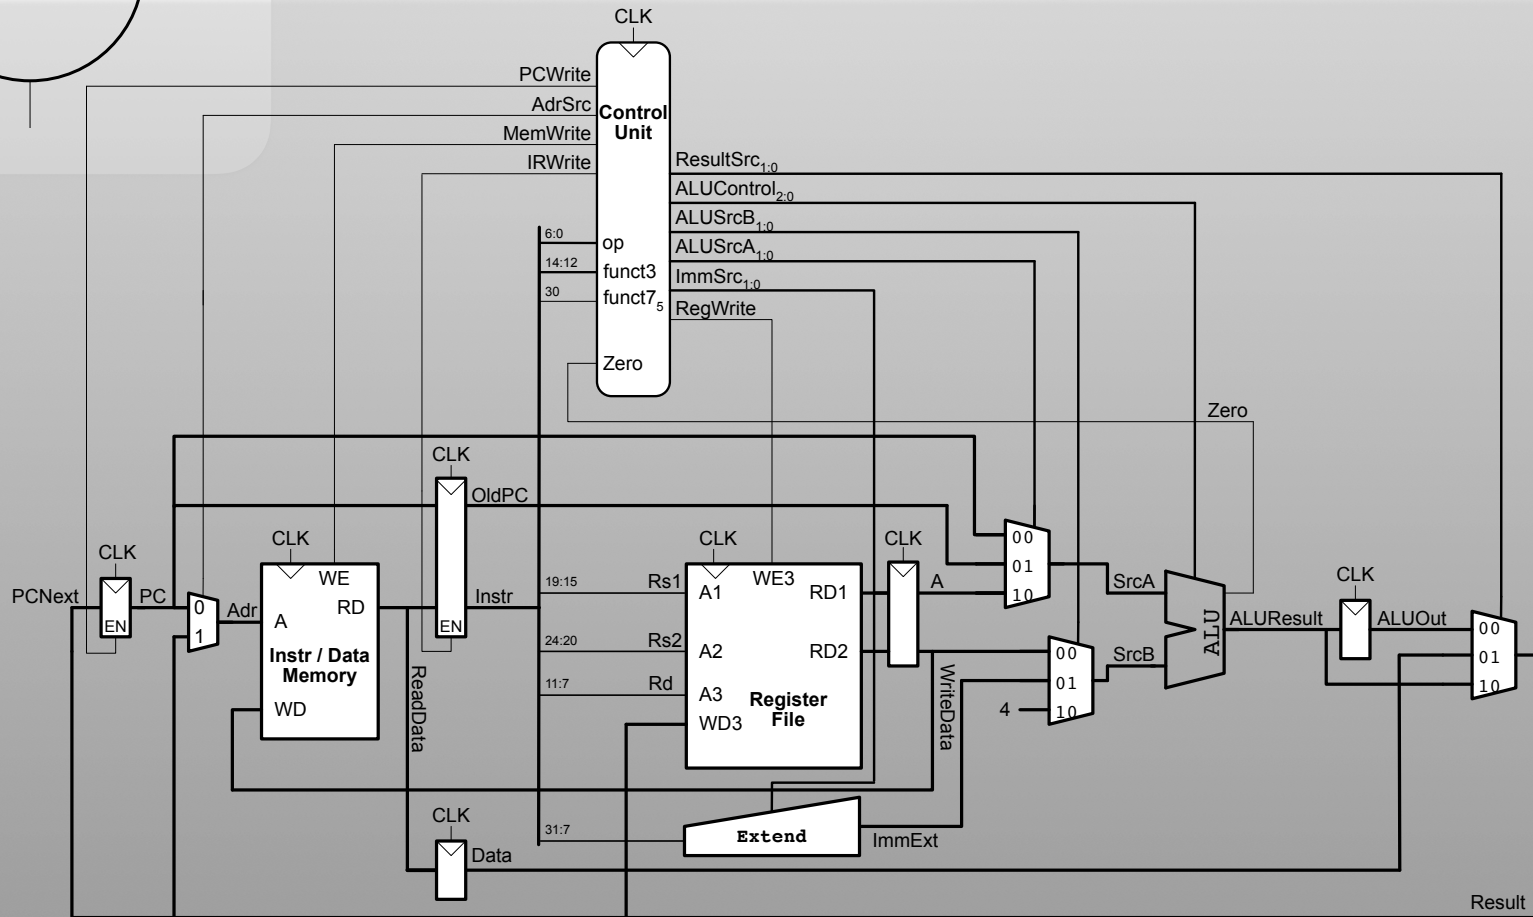 CLK
PCWrite
AdrSrc
MemWrite
IRWrite
Control
Unit
ResultSrc1:0
ALUControl2:0
ALUSrcB1:0
ALUSrcA1:0
ImmSrc1:0
RegWrite
6:0 op
14:12 funct3
30 funct75
Zero
Zero
CLK
OldPC
CLK
PCNext
EN
PC
0
1
Adr
CLK
WE
A
RD
Instr / Data
Memory
WD
ReadData
EN
Instr
19:15 Rs1
24:20 Rs2
11:7 Rd
31:7
CLK
A1
WE3
RD1
A2
RD2
A3
WD3
Register
File
CLK
A
WriteData
00
01
10
SrcA
00
01
4 10
SrcB
ALU
ALUResult
CLK
ALUOut
00
01
10
Extend
ImmExt
CLK
Data
Result